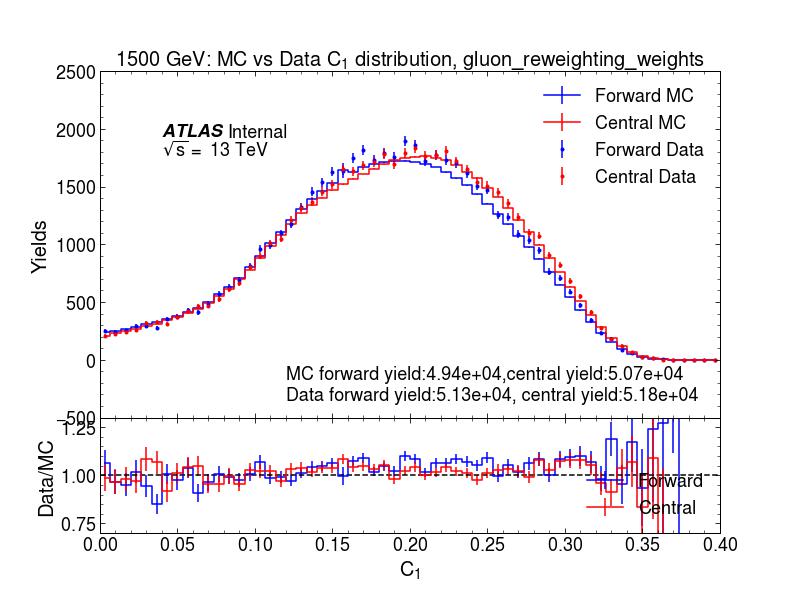 1500 GeV: MC vs Data C₁ distribution, gluon_reweighting_weights
2500
2000
1500
1000
500
0
−500
Yields
ATLAS Internal
√s = 13 TeV
Forward MC
Central MC
Forward Data
Central Data
MC forward yield:4.94e+04,central yield:5.07e+04
Data forward yield:5.13e+04, central yield:5.18e+04
1.25
1.00
0.75
Data/MC
Forward
Central
0.00 0.05 0.10 0.15 0.20 0.25 0.30 0.35 0.40
C₁